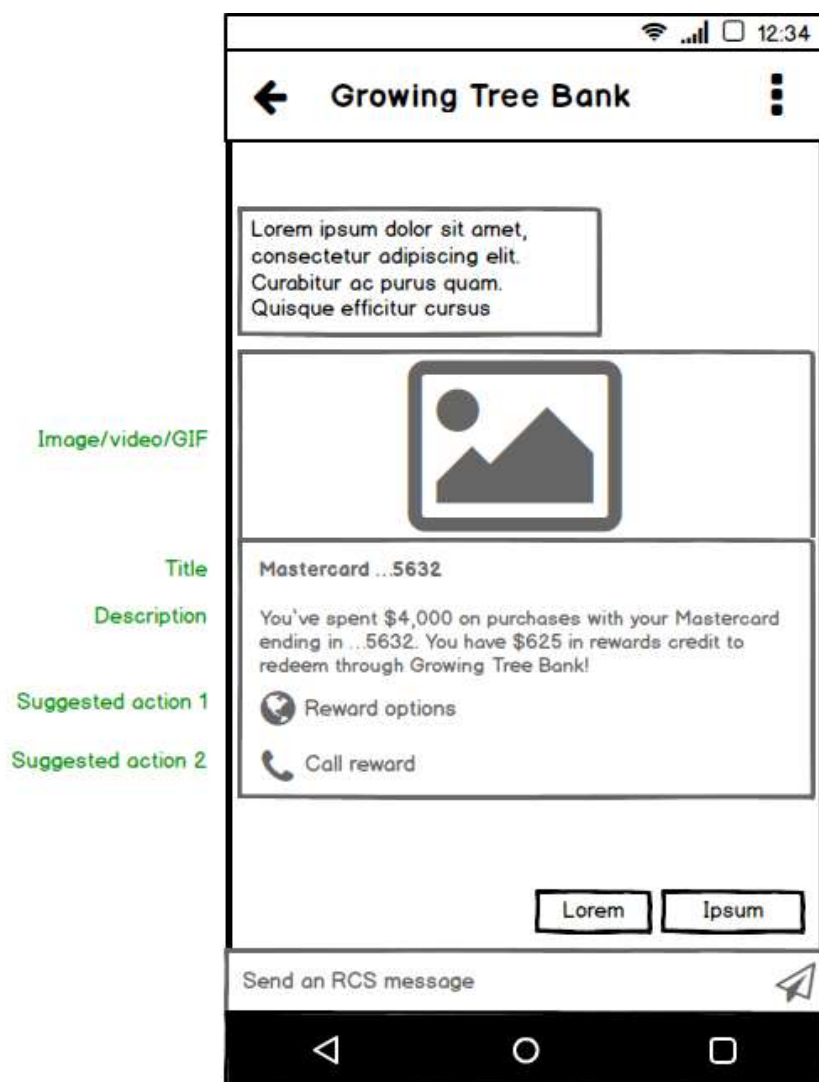 12:34
Growing Tree Bank
Lorem ipsum dolor sit amet,
consectetur adipiscing elit.
Curabitur ac purus quam.
Quisque efficitur cursus
Image/video/GIF
Title
Mastercard ...5632
Description
You've spent $4,000 on purchases with your Mastercard
ending in ...5632. You have $625 in rewards credit to
redeem through Growing Tree Bank!
Suggested action 1
Reward options
Suggested action 2
Call reward
Lorem
Ipsum
Send an RCS message